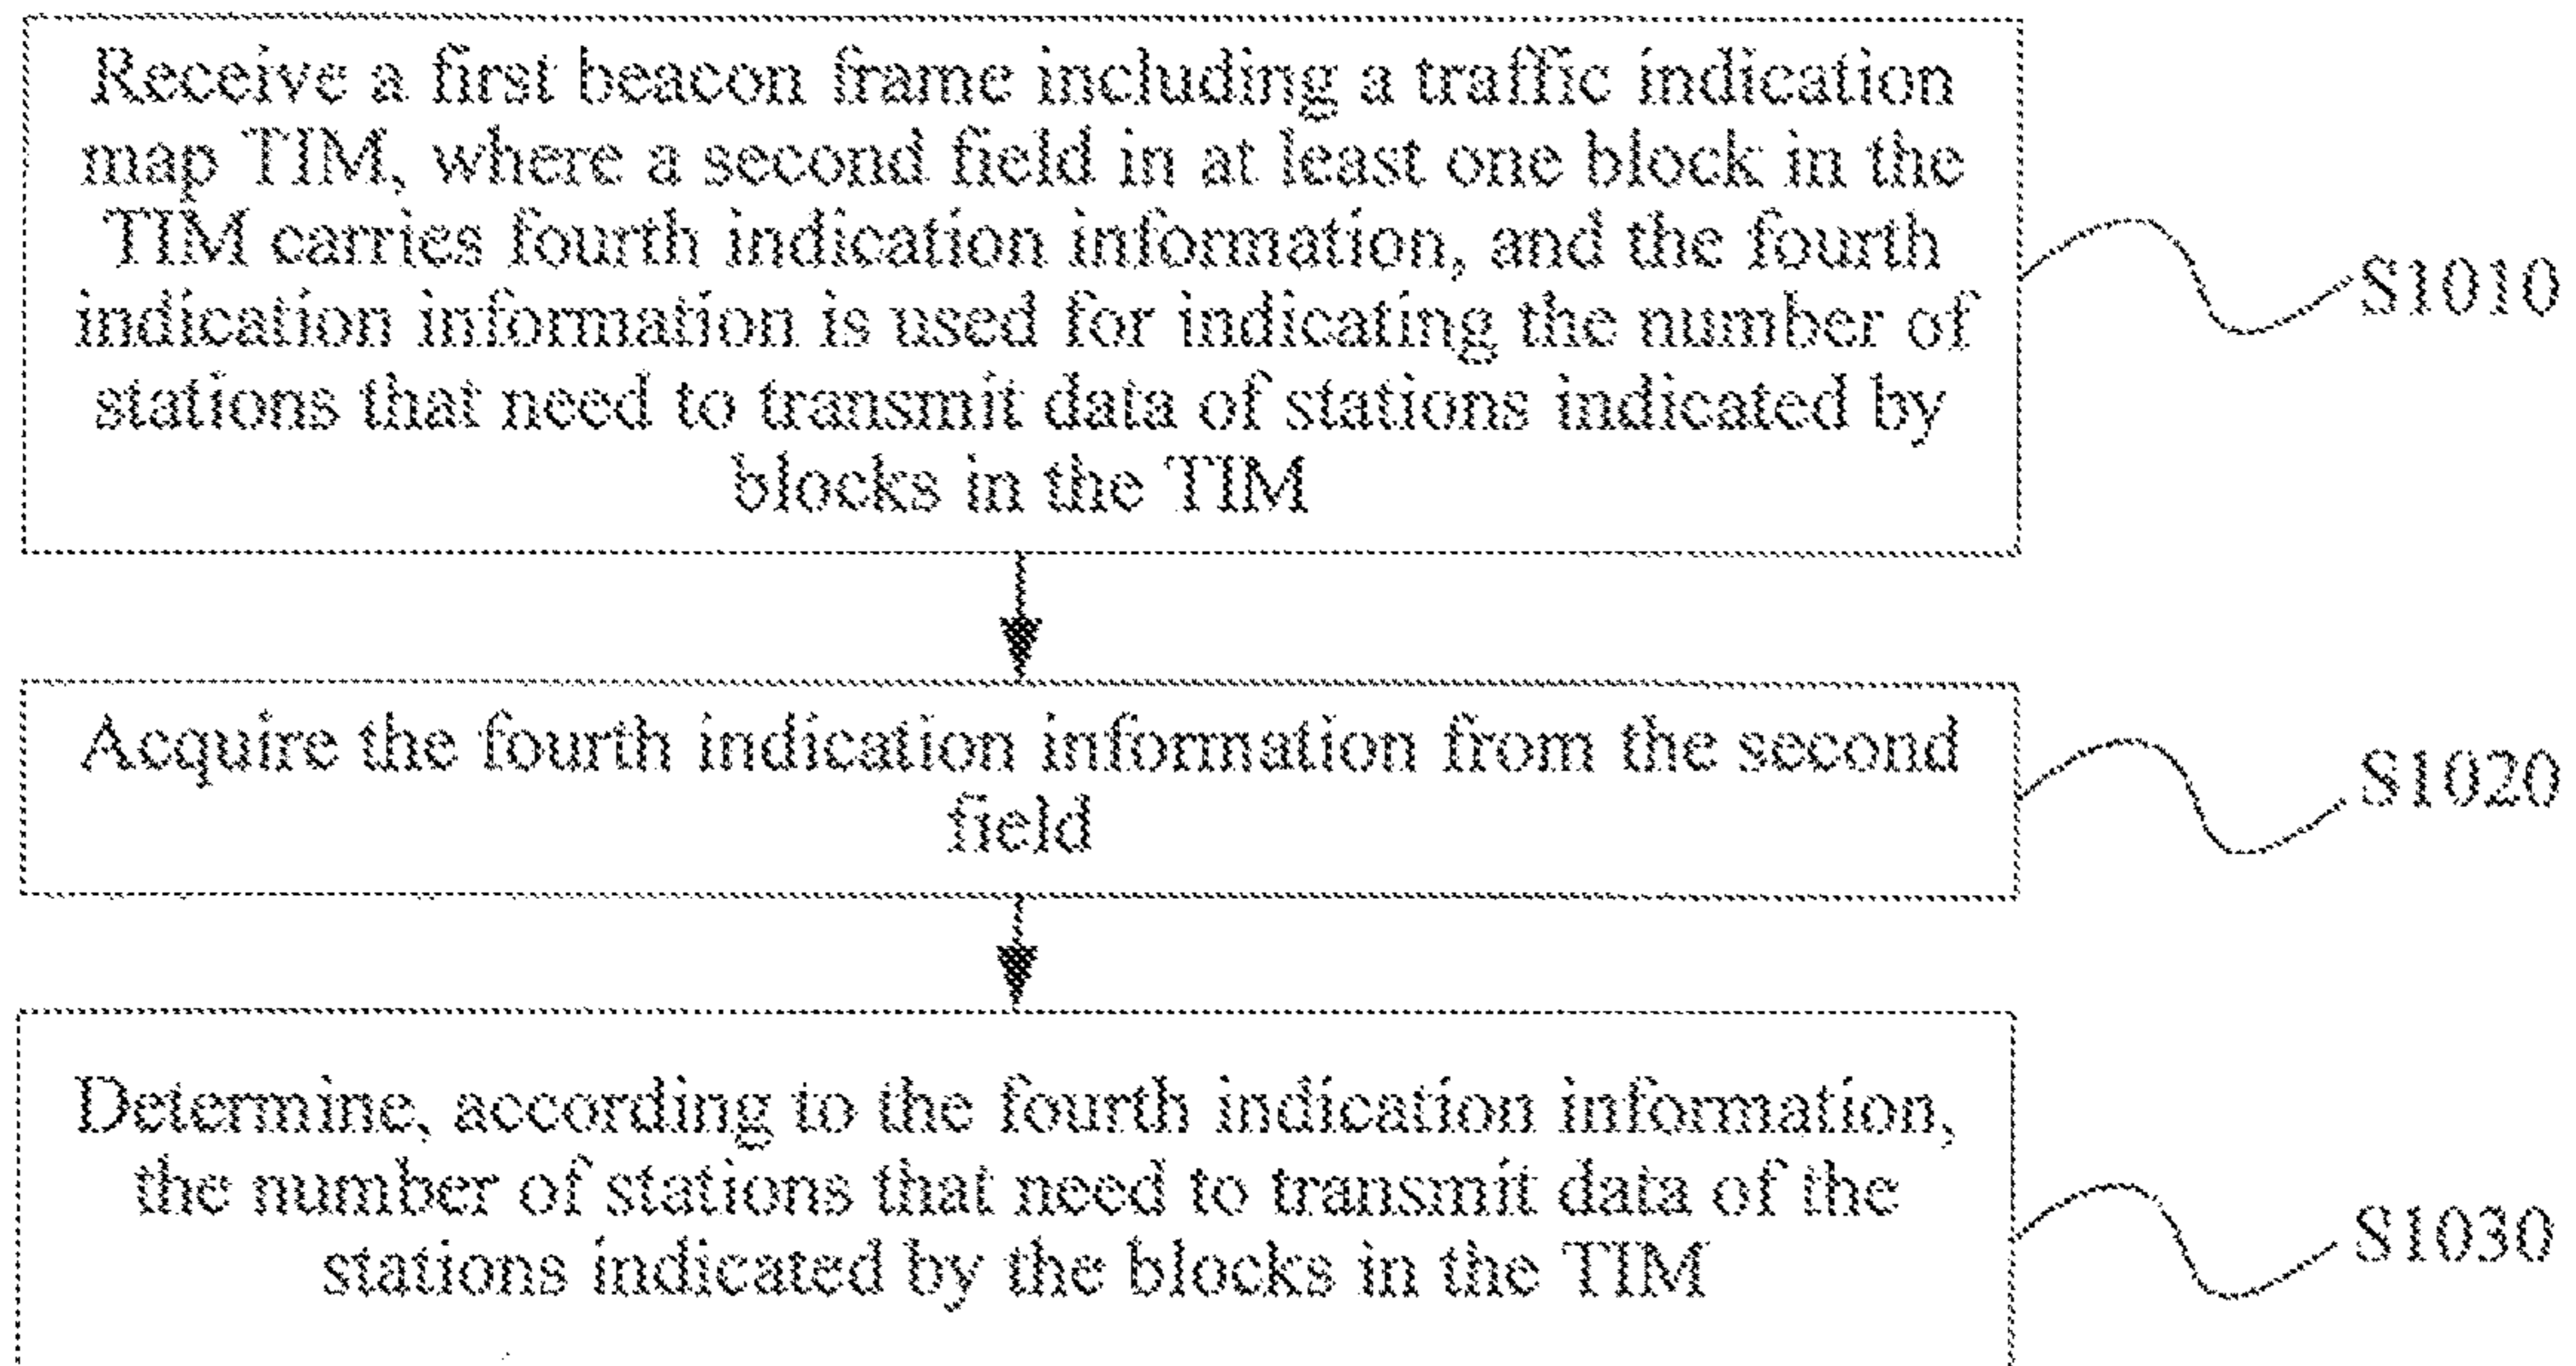 Receive a first beacon frame including a traffic indication
map TIM, where a second field in at least one block in the
TIM carries fourth indication information, and the fourth
indication information is used for indicating the number of
stations that need to transmit data of stations indicated by
blocks in the TIM
S1010
Acquire the fourth indication information from the second
field
S1020
Determine, according to the fourth indication information,
the number of stations that need to transmit data of the
stations indicated by the blocks in the TIM
S1030